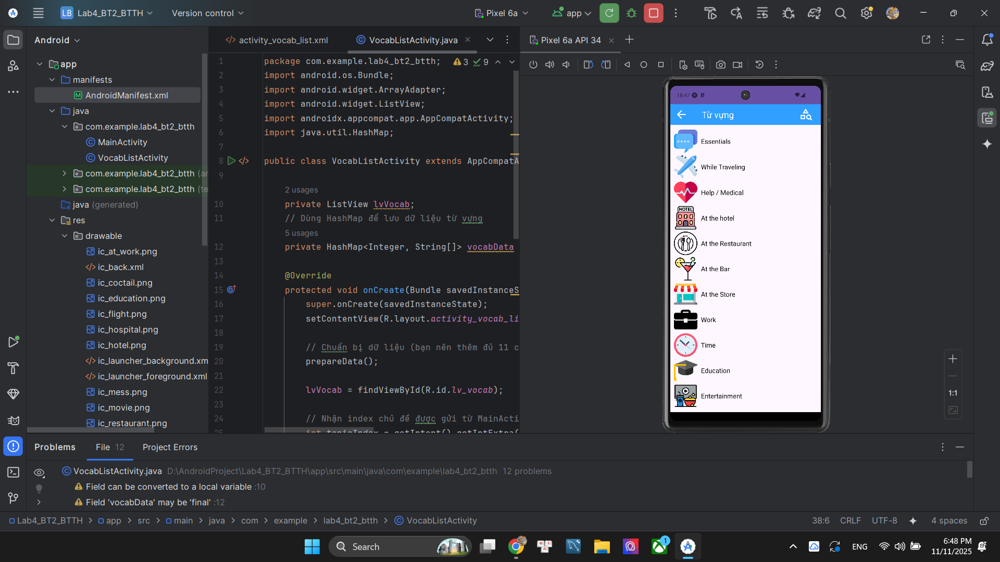 LB Lab4_BT2_BTTH Version control Pixel 6a app
Android
app
manifests
AndroidManifest.xml
java
com.example.lab4_bt2_btth
MainActivity
VocabListActivity
com.example.lab4_bt2_btth (an
com.example.lab4_bt2_btth (te
java (generated)
res
drawable
ic_at_work.png
ic_back.xml
ic_coctail.png
ic_education.png
ic_flight.png
ic_hospital.png
ic_hotel.png
ic_launcher_background.xm
ic_launcher_foreground.xml
ic_mess.png
ic_movie.png
ic_restaurant.png
activity_vocab_list.xml VocabListActivity.java
3 9
1 package com.example.lab4_bt2_btth;
2 import android.os.Bundle;
3 import android.widget.ArrayAdapter;
4 import android.widget.ListView;
5 import androidx.appcompat.app.AppCompatActivity;
6 import java.util.HashMap;
7
8 public class VocabListActivity extends AppCompatA
9
2 usages
10 private ListView lvVocab;
11 // Dùng HashMap để lưu dữ liệu từ vựng
5 usages
12 private HashMap<Integer, String[]> vocabData
13
14 @Override
15 protected void onCreate(Bundle savedInstanceS
16 super.onCreate(savedInstanceState);
17 setContentView(R.layout.activity_vocab_li
18
19 // Chuẩn bị dữ liệu (bạn nên thêm đủ 11 c
20 prepareData();
21
22 lvVocab = findViewById(R.id.lv_vocab);
23
24 // Nhận index chủ đề được gửi từ MainActi
25 int topicIndex = getIntent().getIntExtra(
Pixel 6a API 34
18:47
Từ vựng
Essentials
While Traveling
Help / Medical
HOTEL
At the hotel
At the Restaurant
At the Bar
At the Store
Work
Time
Education
Entertainment
1:1
Problems File 12 Project Errors
VocabListActivity.java D:\AndroidProject\Lab4_BT2_BTTH\app\src\main\java\com\example\lab4_bt2_btth 12 problems
Field can be converted to a local variable :10
Field 'vocabData' may be 'final' :12
Lab4_BT2_BTTH > app > src > main > java > com > example > lab4_bt2_btth > VocabListActivity
38:6 CRLF UTF-8 4 spaces
Search
1
ENG
6:48 PM
11/11/2025